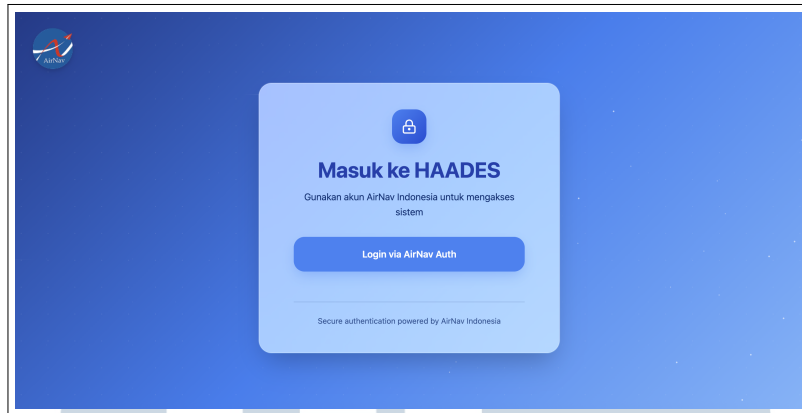 AirNav
Masuk ke HAADES
Gunakan akun AirNav Indonesia untuk mengakses
sistem
Login via AirNav Auth
Secure authentication powered by AirNav Indonesia